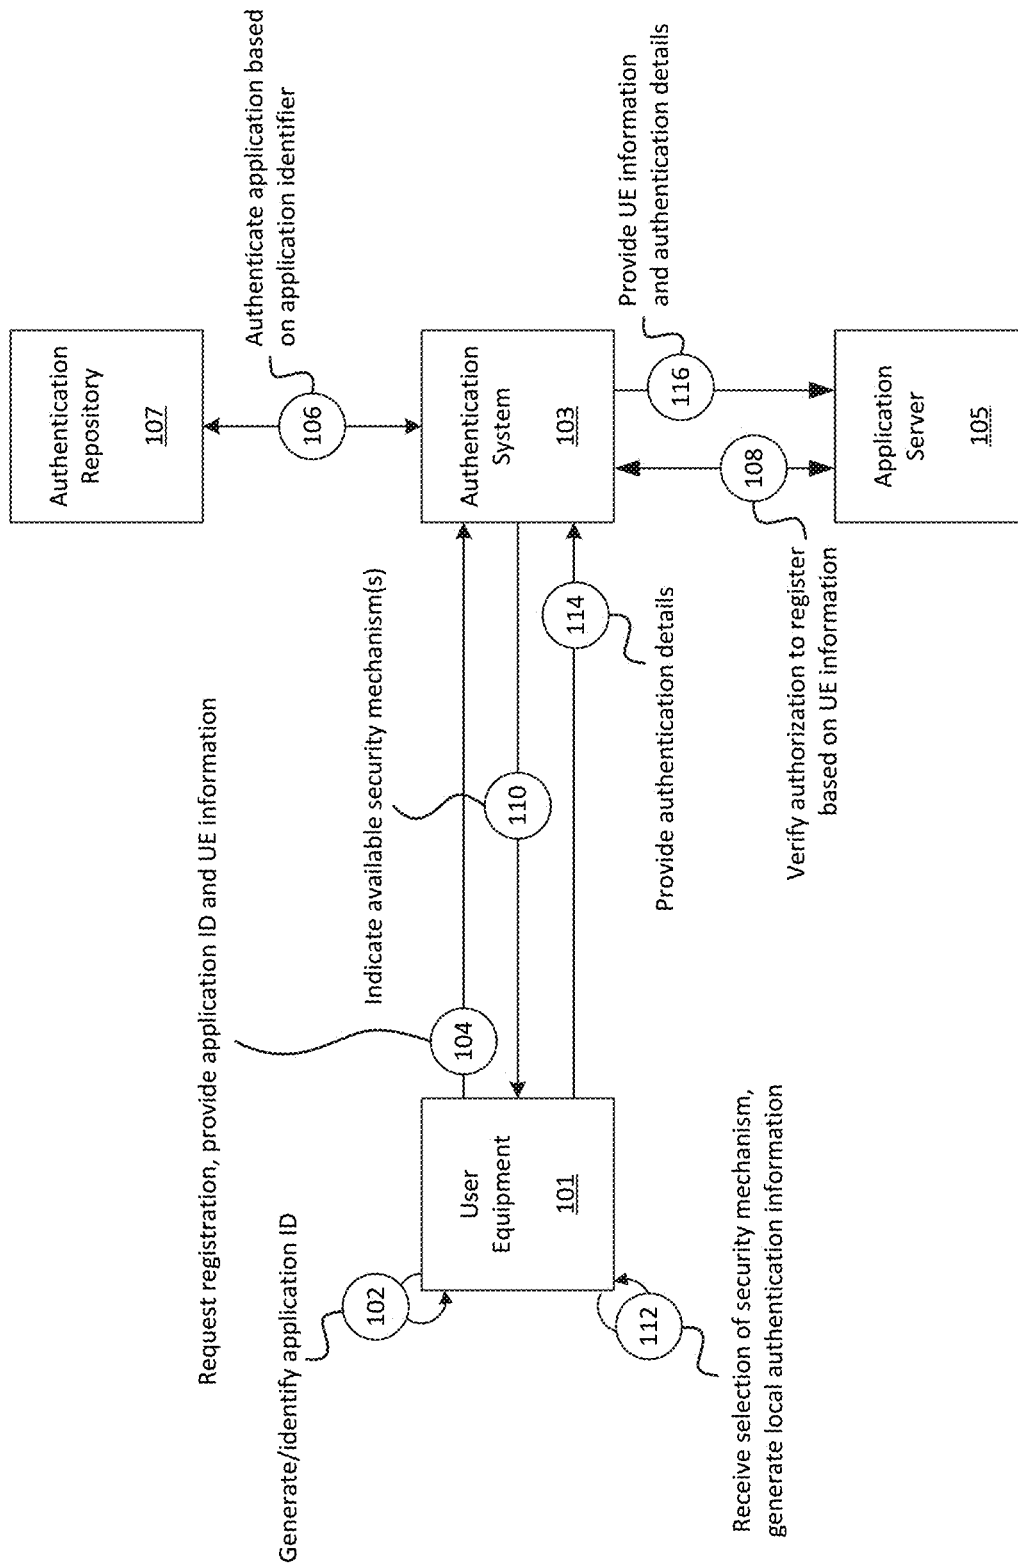 Generate/identify application ID
102
Request registration, provide application ID and UE information
104
Indicate available security mechanism(s)
110
Authenticate application based
on application identifier
106
Authentication
Repository
107
User
Equipment
101
Authentication
System
103
Provide UE information
and authentication details
116
114
Provide authentication details
108
Verify authorization to register
based on UE information
Application
Server
105
112
Receive selection of security mechanism,
generate local authentication information